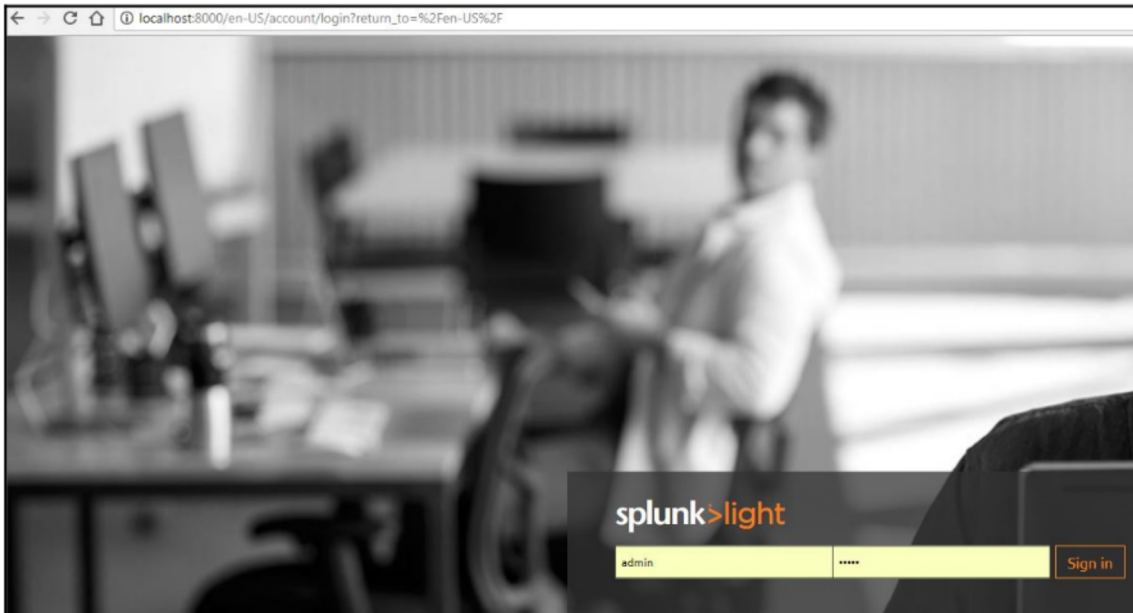 localhost:8000/en-US/account/login?return_to=%2Fen-US%2F
splunk>light
admin ••••• Sign in